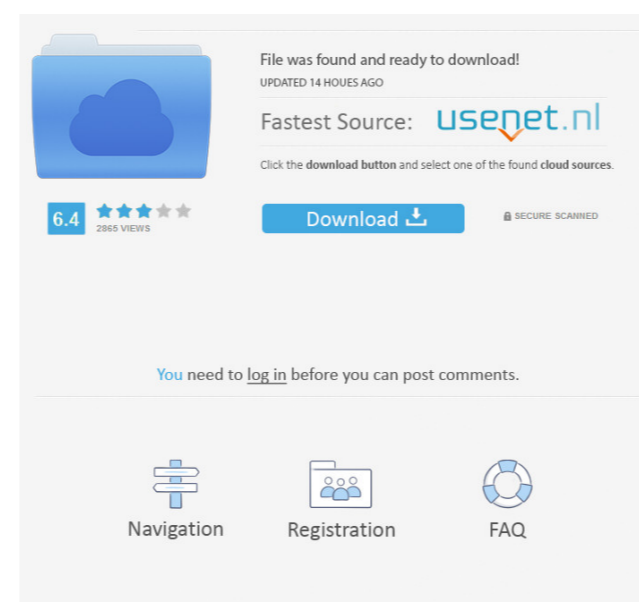 File was found and ready to download!
UPDATED 14 HOUES AGO
Fastest Source: usenet.nl
Click the download button and select one of the found cloud sources.
6.4
2865 VIEWS
Download
SECURE SCANNED
You need to log in before you can post comments.
Navigation
Registration
FAQ